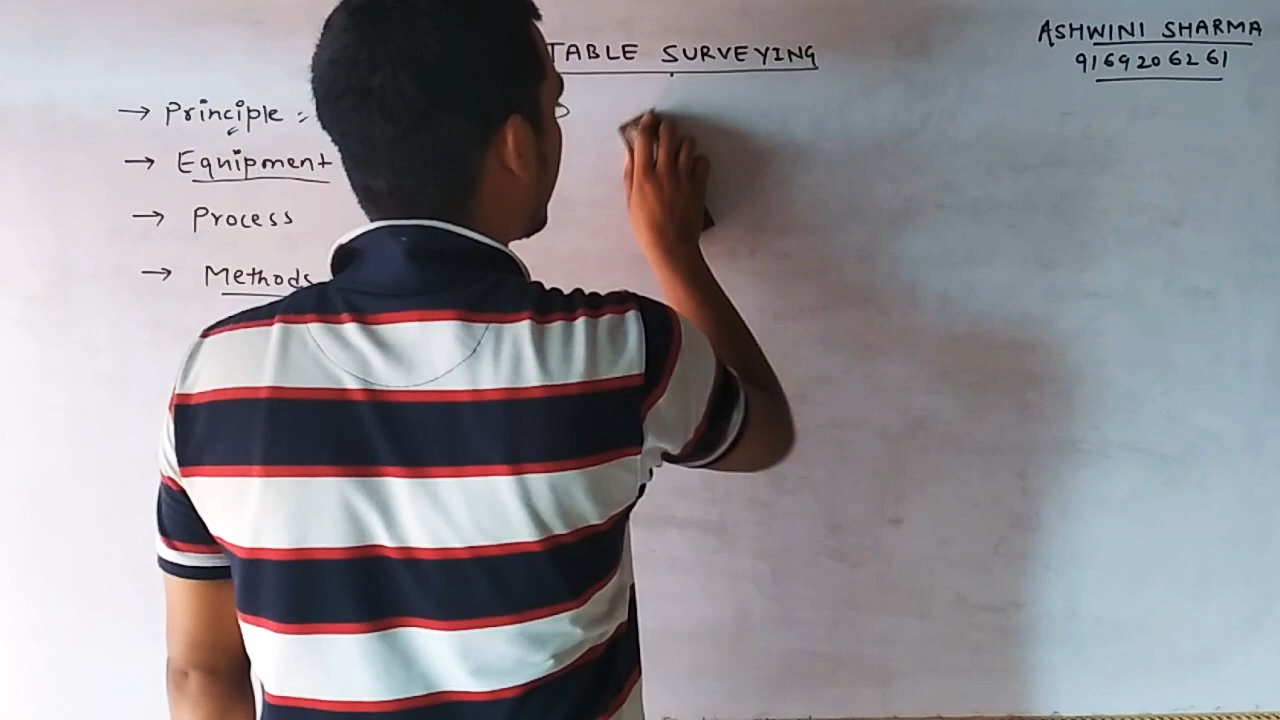 TABLE SURVEYING
ASHWINI SHARMA
9169206261
→ Principle :
→ Equipment
→ Process
→ Methods